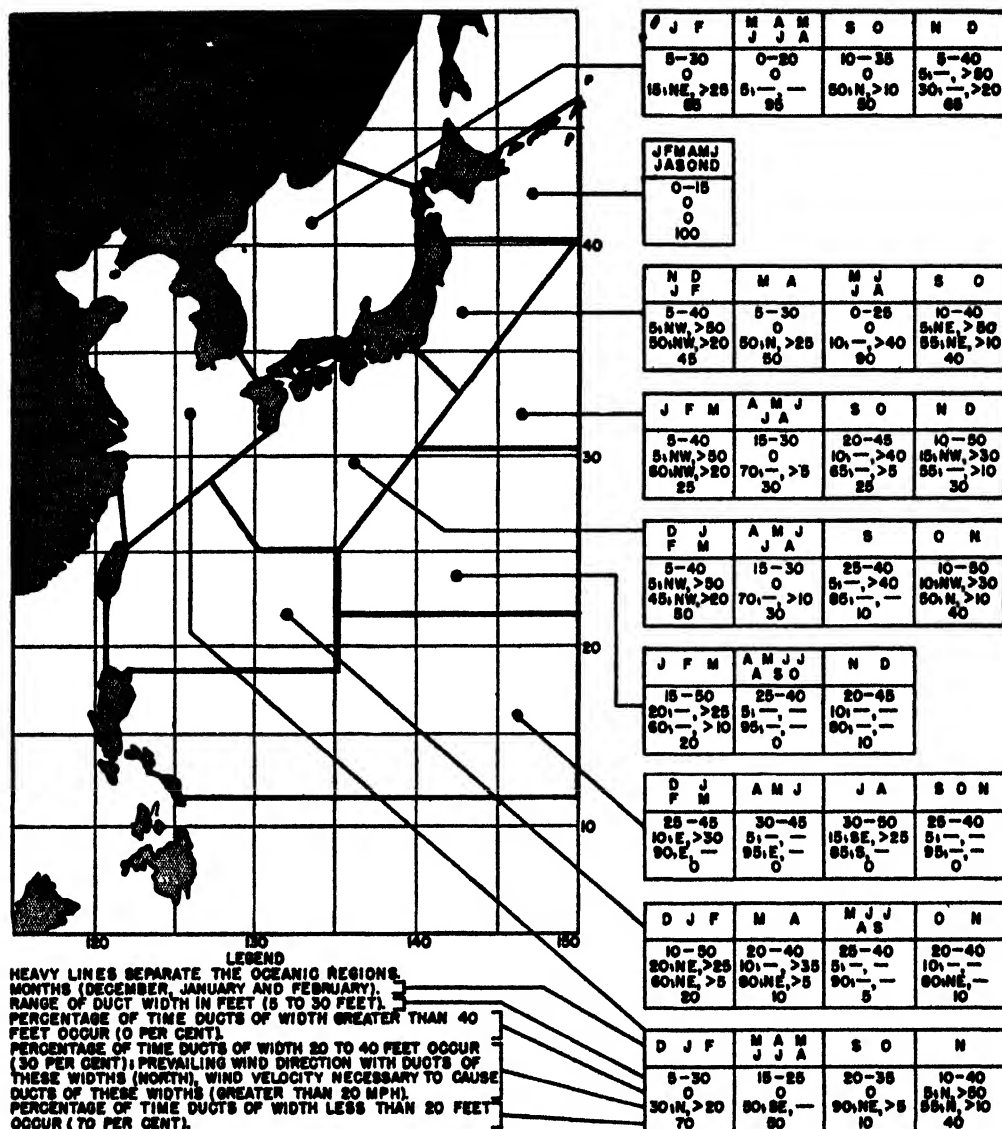 J F | M A M | S O | N D
J J A
5-30 | 0-20 | 10-35 | 5-40
0 | 0 | 0 | 5;—, >50
15;NE, >25 | 5;—, — | 50;N, >10 | 30;—, >20
85 | 95 | 50 | 65
JFMAMJ
JASOND
0-15
0
0
100
N D | M A | M J | S O
J F | J A
5-40 | 5-30 | 0-25 | 10-40
5;NW, >50 | 0 | 0 | 5;NE, >50
50;NW, >20 | 50;N, >25 | 10;—, >40 | 55;NE, >10
45 | 50 | 90 | 40
J F M | A M J | S O | N D
J A
5-40 | 15-30 | 20-45 | 10-50
5;NW, >50 | 0 | 10;—, >40 | 15;NW, >30
60;NW, >20 | 70;—, >5 | 65;—, >5 | 55;—, >10
25 | 30 | 25 | 30
D J | A M J | S | O N
F M | J A
5-40 | 15-30 | 25-40 | 10-50
5;NW, >50 | 0 | 5;—, >40 | 10;NW, >30
45;NW, >20 | 70;—, >10 | 85;—, — | 50;N, >10
50 | 30 | 10 | 40
J F M | A M J J | N D
A S O
15-50 | 25-40 | 20-45
20;—, >25 | 5;—, — | 10;—, —
60;—, >10 | 95;—, — | 80;—, —
20 | 0 | 10
D J | A M J | J A | S O N
F M
25-45 | 30-45 | 30-50 | 25-40
10;E, >30 | 5;—, — | 15;SE, >25 | 5;—, —
90;E, — | 95;E, — | 85;S, — | 95;—, —
0 | 0 | 0 | 0
D J F | M A | M J J | O N
A S
10-50 | 20-40 | 25-40 | 20-40
20;NE, >25 | 10;—, >35 | 5;—, — | 10;—, —
60;NE, >5 | 80;NE, >5 | 90;—, — | 80;NE, —
20 | 10 | 5 | 10
D J F | M A M | S O | N
J J A
5-30 | 15-25 | 20-35 | 10-40
0 | 0 | 0 | 5;N, >50
30;N, >20 | 50;SE, — | 90;NE, >5 | 55;N, >10
70 | 50 | 10 | 40
40
30
20
10
120 130 140 150
LEGEND
HEAVY LINES SEPARATE THE OCEANIC REGIONS.
MONTHS (DECEMBER, JANUARY AND FEBRUARY).
RANGE OF DUCT WIDTH IN FEET (5 TO 30 FEET).
PERCENTAGE OF TIME DUCTS OF WIDTH GREATER THAN 40
FEET OCCUR (0 PER CENT).
PERCENTAGE OF TIME DUCTS OF WIDTH 20 TO 40 FEET OCCUR
(30 PER CENT); PREVAILING WIND DIRECTION WITH DUCTS OF
THESE WIDTHS (NORTH), WIND VELOCITY NECESSARY TO CAUSE
DUCTS OF THESE WIDTHS (GREATER THAN 20 MPH).
PERCENTAGE OF TIME DUCTS OF WIDTH LESS THAN 20 FEET
OCCUR (70 PER CENT).